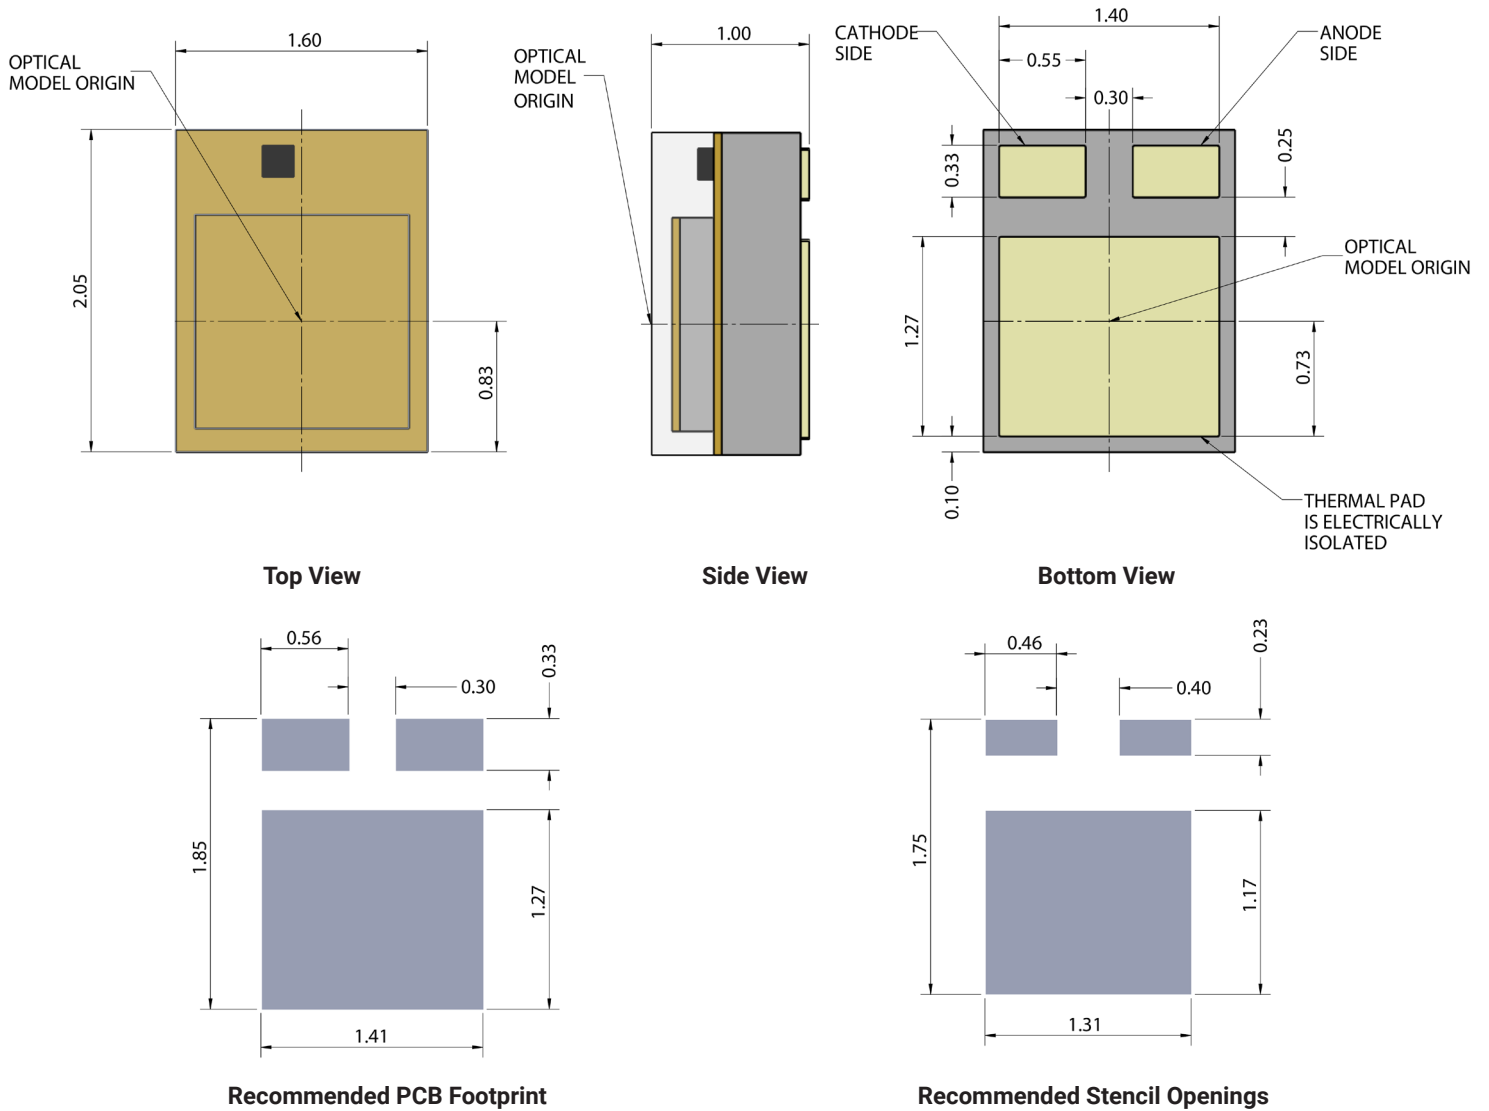 1.60
OPTICAL
MODEL ORIGIN
2.05
0.83
Top View
1.00
OPTICAL
MODEL
ORIGIN
Side View
1.40
CATHODE
SIDE
ANODE
SIDE
0.55
0.30
0.33
0.25
OPTICAL
MODEL ORIGIN
1.27
0.73
0.10
THERMAL PAD
IS ELECTRICALLY
ISOLATED
Bottom View
0.56
0.33
0.30
1.85
1.27
1.41
Recommended PCB Footprint
0.46
0.23
0.40
1.75
1.17
1.31
Recommended Stencil Openings